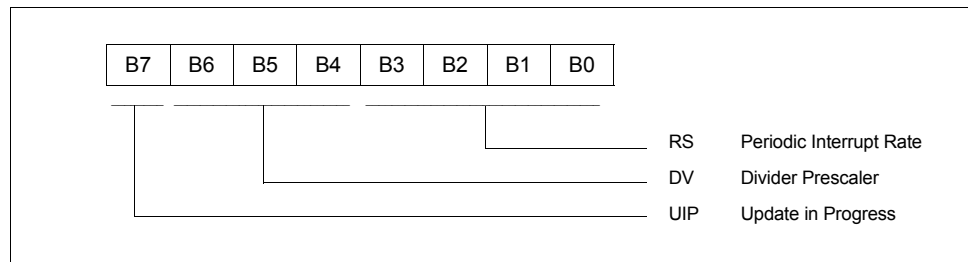 B7 B6 B5 B4 B3 B2 B1 B0
RS Periodic Interrupt Rate
DV Divider Prescaler
UIP Update in Progress